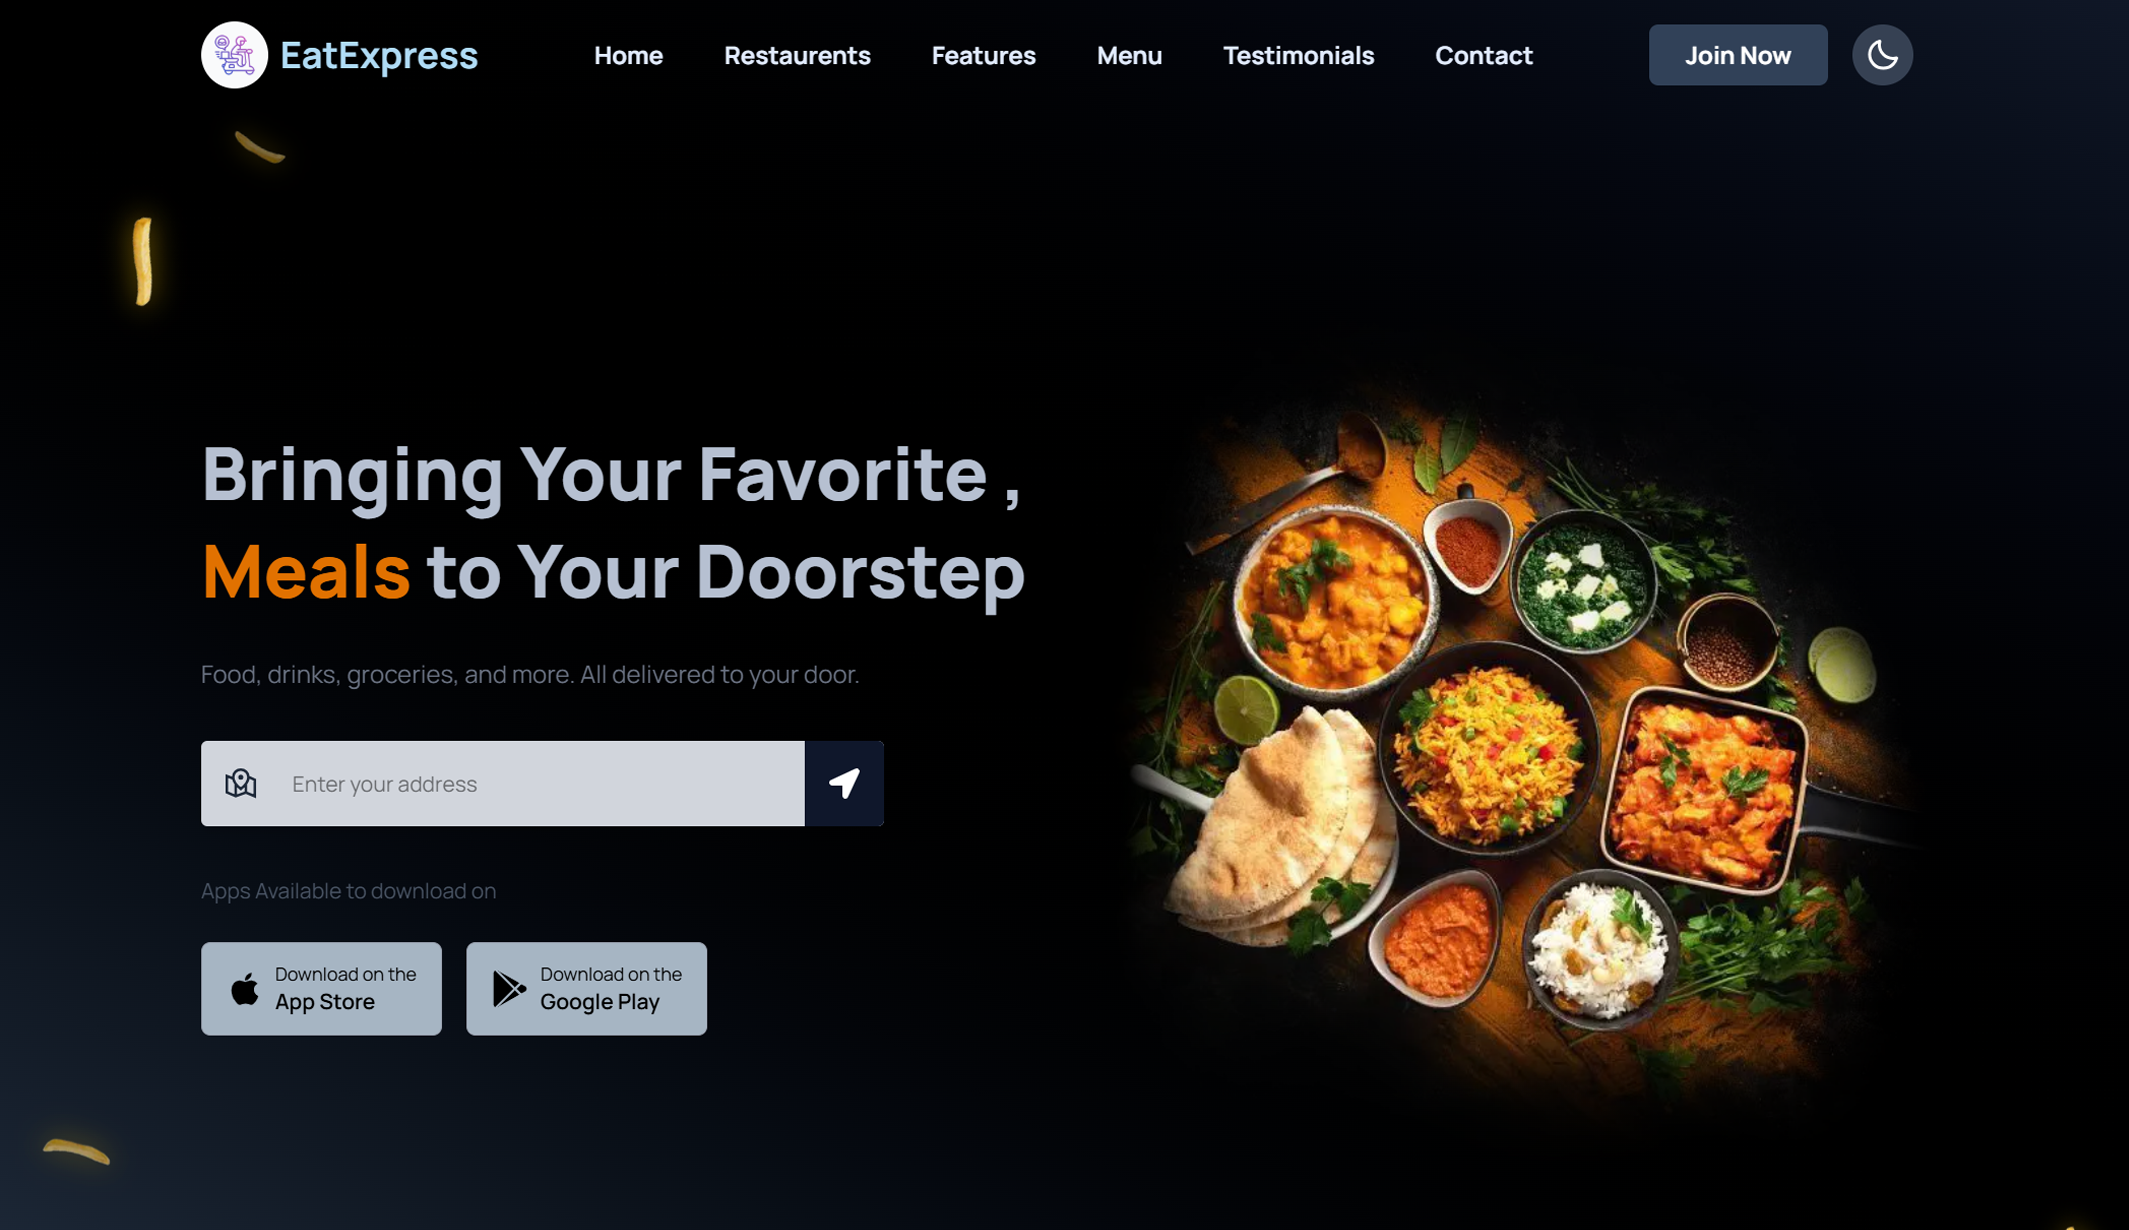 EatExpress
Home
Restaurents
Features
Menu
Testimonials
Contact
Join Now
Bringing Your Favorite ,
Meals to Your Doorstep
Food, drinks, groceries, and more. All delivered to your door.
Enter your address
Apps Available to download on
Download on the
App Store
Download on the
Google Play